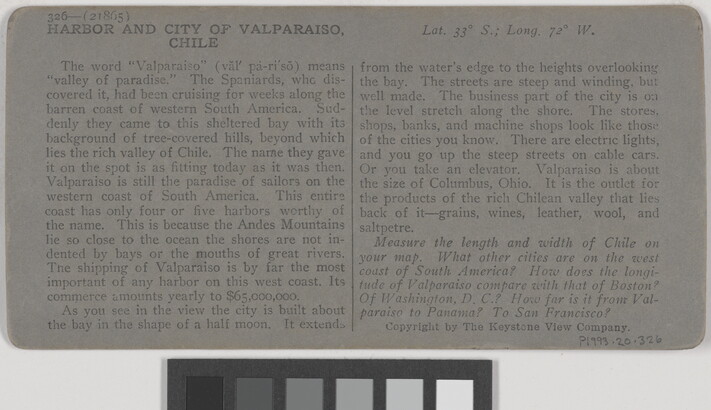 326—(21865)
HARBOR AND CITY OF VALPARAISO,
CHILE
Lat. 33° S.; Long. 72° W.
The word "Valparaiso" (väl' pä-rī'sō) means
"valley of paradise." The Spaniards, who dis-
covered it, had been cruising for weeks along the
barren coast of western South America. Sud-
denly they came to this sheltered bay with its
background of tree-covered hills, beyond which
lies the rich valley of Chile. The name they gave
it on the spot is as fitting today as it was then.
Valparaiso is still the paradise of sailors on the
western coast of South America. This entire
coast has only four or five harbors worthy of
the name. This is because the Andes Mountains
lie so close to the ocean the shores are not in-
dented by bays or the mouths of great rivers.
The shipping of Valparaiso is by far the most
important of any harbor on this west coast. Its
commerce amounts yearly to $65,000,000.
As you see in the view the city is built about
the bay in the shape of a half moon. It extends
from the water's edge to the heights overlooking
the bay. The streets are steep and winding, but
well made. The business part of the city is on
the level stretch along the shore. The stores,
shops, banks, and machine shops look like those
of the cities you know. There are electric lights,
and you go up the steep streets on cable cars.
Or you take an elevator. Valparaiso is about
the size of Columbus, Ohio. It is the outlet for
the products of the rich Chilean valley that lies
back of it—grains, wines, leather, wool, and
saltpetre.
Measure the length and width of Chile on
your map. What other cities are on the west
coast of South America? How does the longi-
tude of Valparaiso compare with that of Boston?
Of Washington, D. C.? How far is it from Val-
paraiso to Panama? To San Francisco?
Copyright by The Keystone View Company.
P1993.20.326